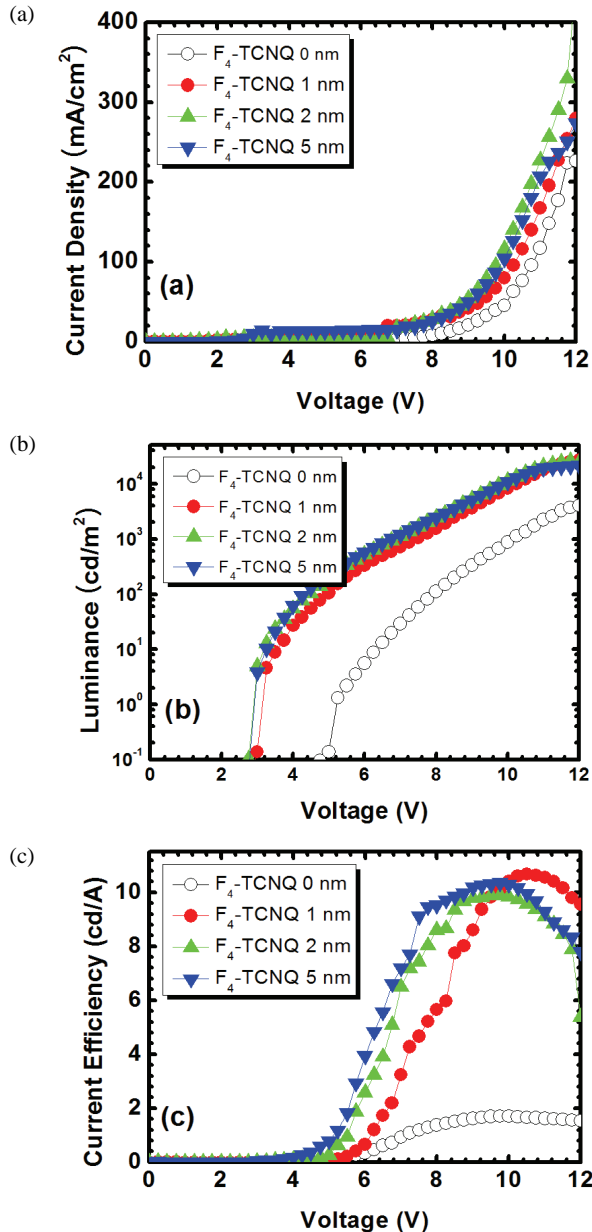 (a)
400
300
200
100
0
Current Density (mA/cm²)
F₄-TCNQ 0 nm
F₄-TCNQ 1 nm
F₄-TCNQ 2 nm
F₄-TCNQ 5 nm
(a)
0 2 4 6 8 10 12
Voltage (V)
(b)
10⁴
10³
10²
10¹
10⁰
10⁻¹
Luminance (cd/m²)
F₄-TCNQ 0 nm
F₄-TCNQ 1 nm
F₄-TCNQ 2 nm
F₄-TCNQ 5 nm
(b)
0 2 4 6 8 10 12
Voltage (V)
(c)
10
8
6
4
2
0
Current Efficiency (cd/A)
F₄-TCNQ 0 nm
F₄-TCNQ 1 nm
F₄-TCNQ 2 nm
F₄-TCNQ 5 nm
(c)
0 2 4 6 8 10 12
Voltage (V)